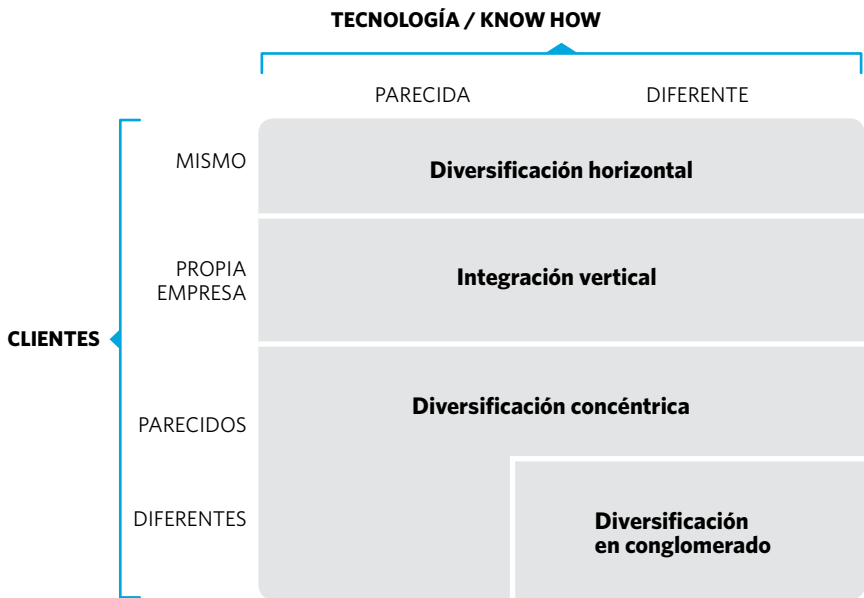 TECNOLOGÍA / KNOW HOW
PARECIDA
DIFERENTE
MISMO
Diversificación horizontal
PROPIA
EMPRESA
Integración vertical
CLIENTES
PARECIDOS
Diversificación concéntrica
DIFERENTES
Diversificación
en conglomerado